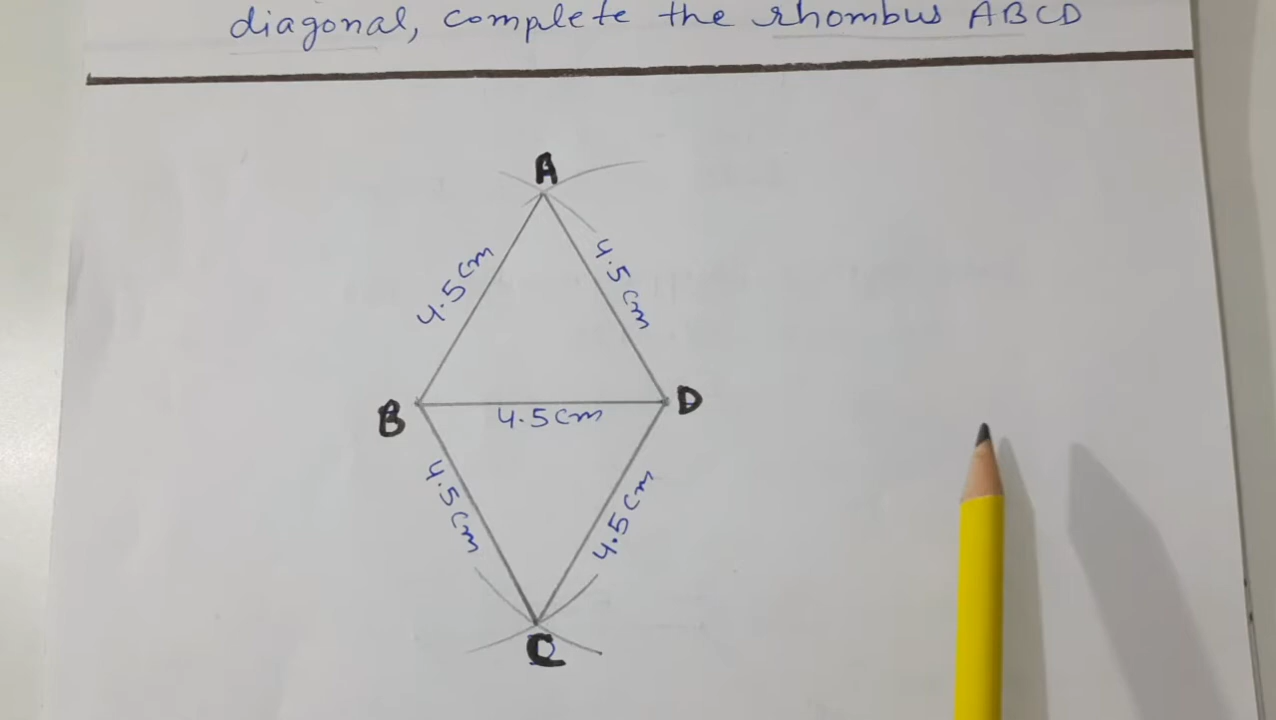 diagonal, complete the rhombus ABCD
A
4.5cm
4.5cm
B
D
4.5cm
4.5cm
4.5cm
C